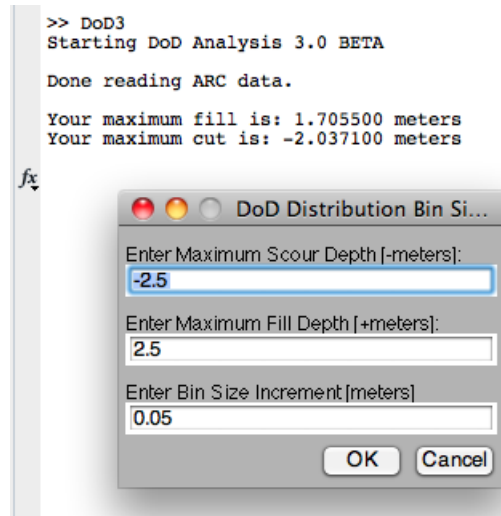 >> DoD3
Starting DoD Analysis 3.0 BETA
Done reading ARC data.
Your maximum fill is: 1.705500 meters
Your maximum cut is: -2.037100 meters
fx
DoD Distribution Bin Si...
Enter Maximum Scour Depth [-meters]:
-2.5
Enter Maximum Fill Depth [+meters]:
2.5
Enter Bin Size Increment [meters]
0.05
OK Cancel